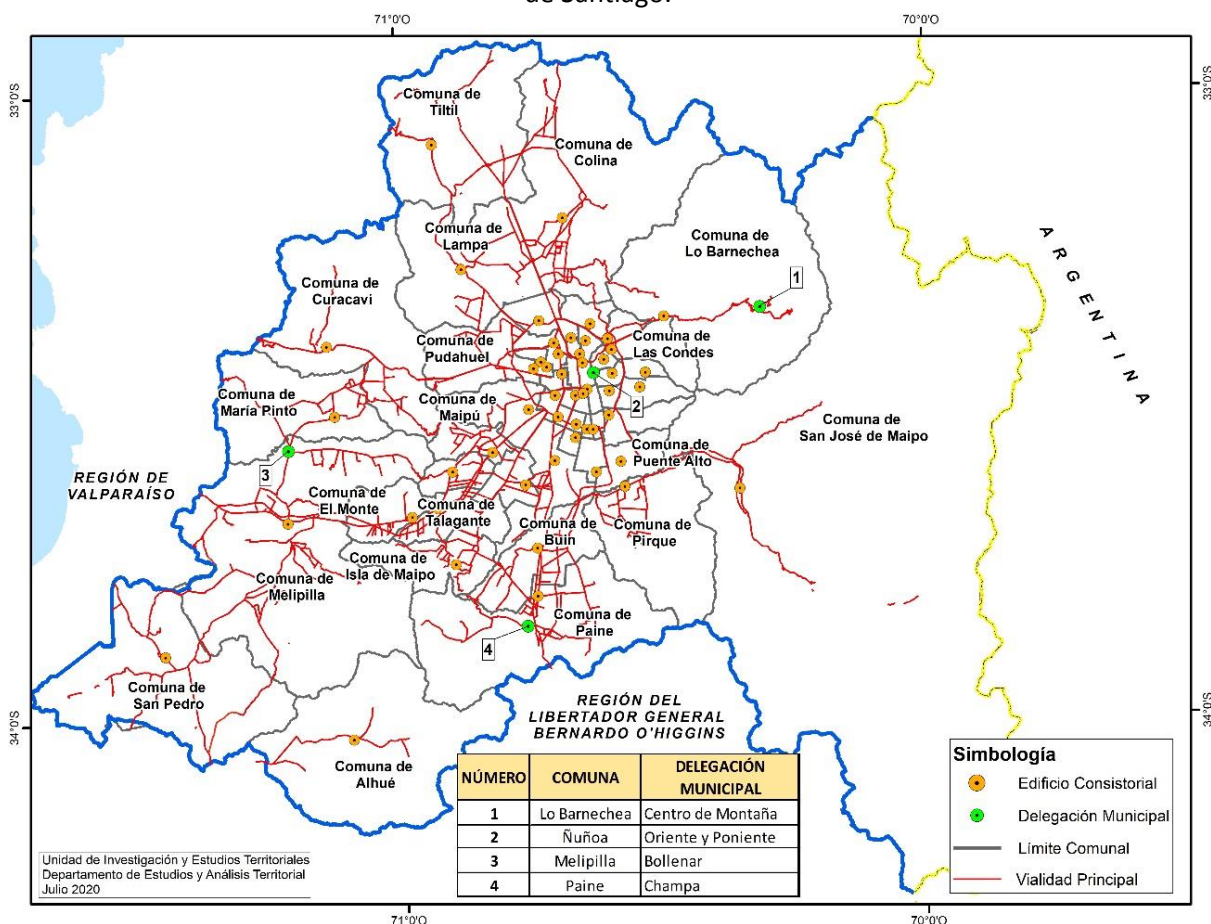 de Santiago.
71°0'O
70°0'O
33°0'S
33°0'S
Comuna de
Tiltil
Comuna de
Colina
Comuna de
Lampa
Comuna de
Lo Barnechea
ARGENTINA
1
Comuna de
Curacavi
Comuna de
Pudahuel
Comuna de
Las Condes
2
Comuna de
María Pinto
Comuna de
Maipú
Comuna de
San José de Maipo
Comuna de
Puente Alto
3
REGIÓN DE
VALPARAÍSO
Comuna de
El Monte
Comuna de
Talagante
Comuna de
Buin
Comuna de
Pirque
Comuna de
Isla de Maipo
Comuna de
Melipilla
Comuna de
Paine
4
Comuna de
San Pedro
REGIÓN DEL
LIBERTADOR GENERAL
BERNARDO O'HIGGINS
34°0'S
34°0'S
Comuna de
Alhué
NÚMERO COMUNA DELEGACIÓN MUNICIPAL
1 Lo Barnechea Centro de Montaña
2 Ñuñoa Oriente y Poniente
3 Melipilla Bollenar
4 Paine Champa
Simbología
Edificio Consistorial
Delegación Municipal
Límite Comunal
Vialidad Principal
Unidad de Investigación y Estudios Territoriales
Departamento de Estudios y Análisis Territorial
Julio 2020
71°0'O
70°0'O